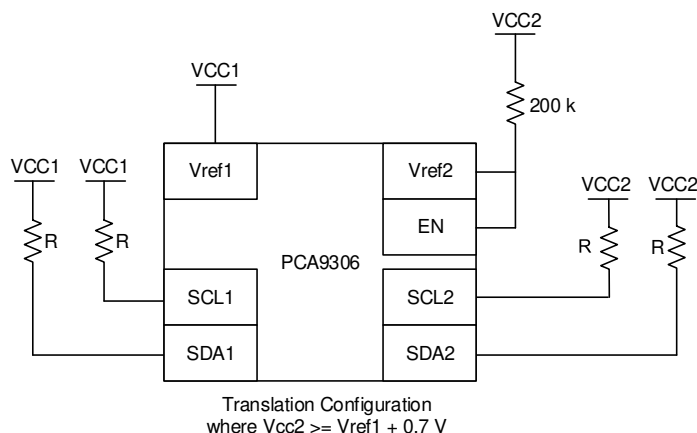 VCC2
VCC1
200 k
VCC1 VCC1
Vref1 Vref2
VCC2 VCC2
EN
R R
R R
PCA9306
SCL1 SCL2
SDA1 SDA2
Translation Configuration
where Vcc2 >= Vref1 + 0.7 V